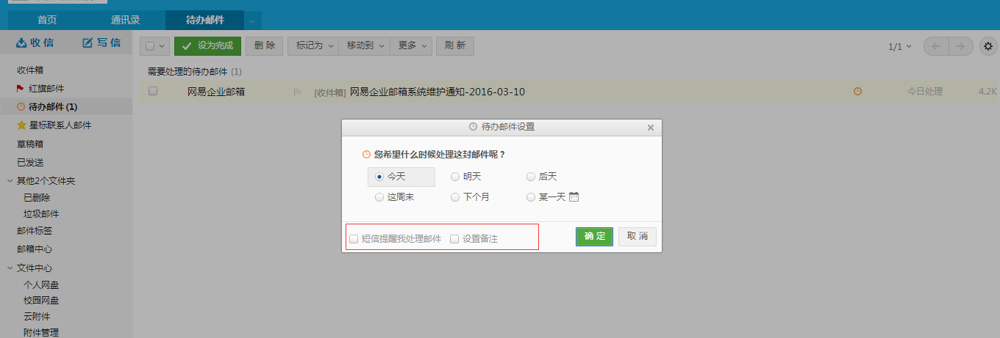 首页 通讯录 待办邮件
收信 写信
设为完成 删 除 标记为 移动到 更多 刷 新 1/1
收件箱
需要处理的待办邮件 (1)
红旗邮件
网易企业邮箱 [收件箱] 网易企业邮箱系统维护通知-2016-03-10 今日处理 4.2K
待办邮件 (1)
星标联系人邮件
草稿箱
已发送
其他2个文件夹
已删除
垃圾邮件
邮件标签
邮箱中心
文件中心
个人网盘
校园网盘
云附件
附件管理
待办邮件设置
您希望什么时候处理这封邮件呢？
今天 明天 后天
这周末 下个月 某一天
短信提醒我处理邮件 设置备注 确 定 取 消